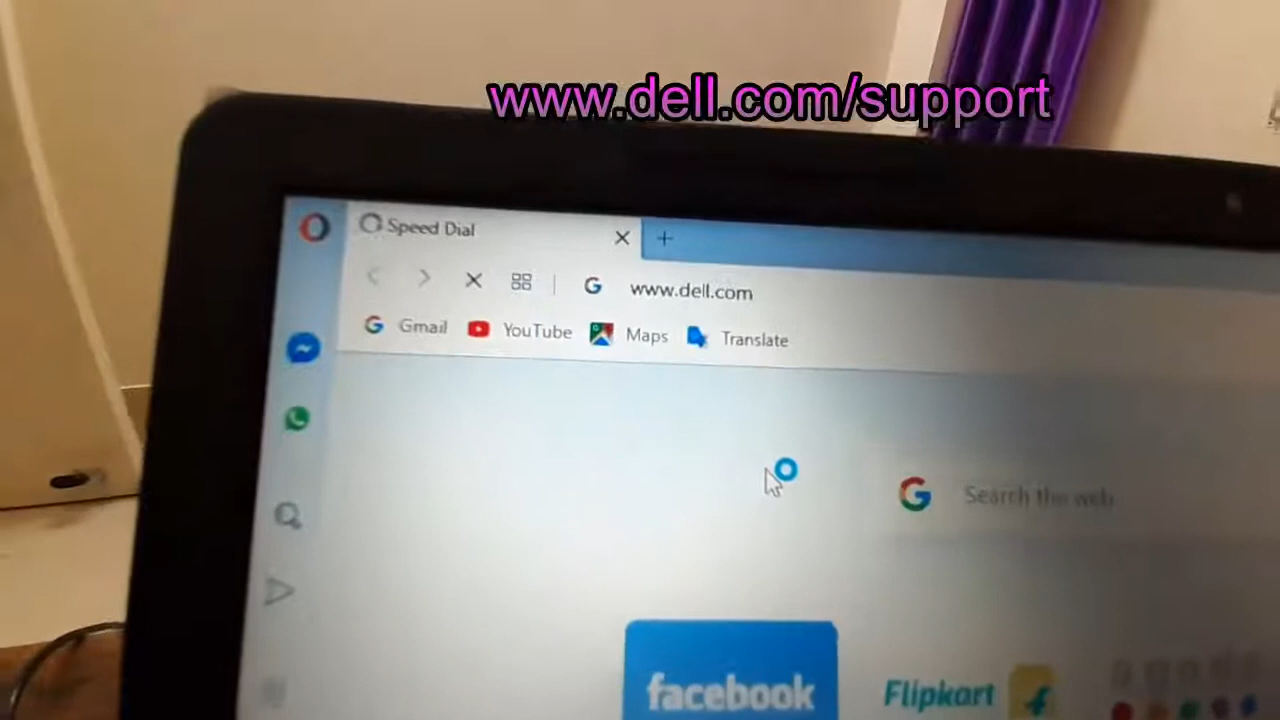 www.dell.com/support
Speed Dial
www.dell.com
Gmail YouTube Maps Translate
Search the web
facebook Flipkart